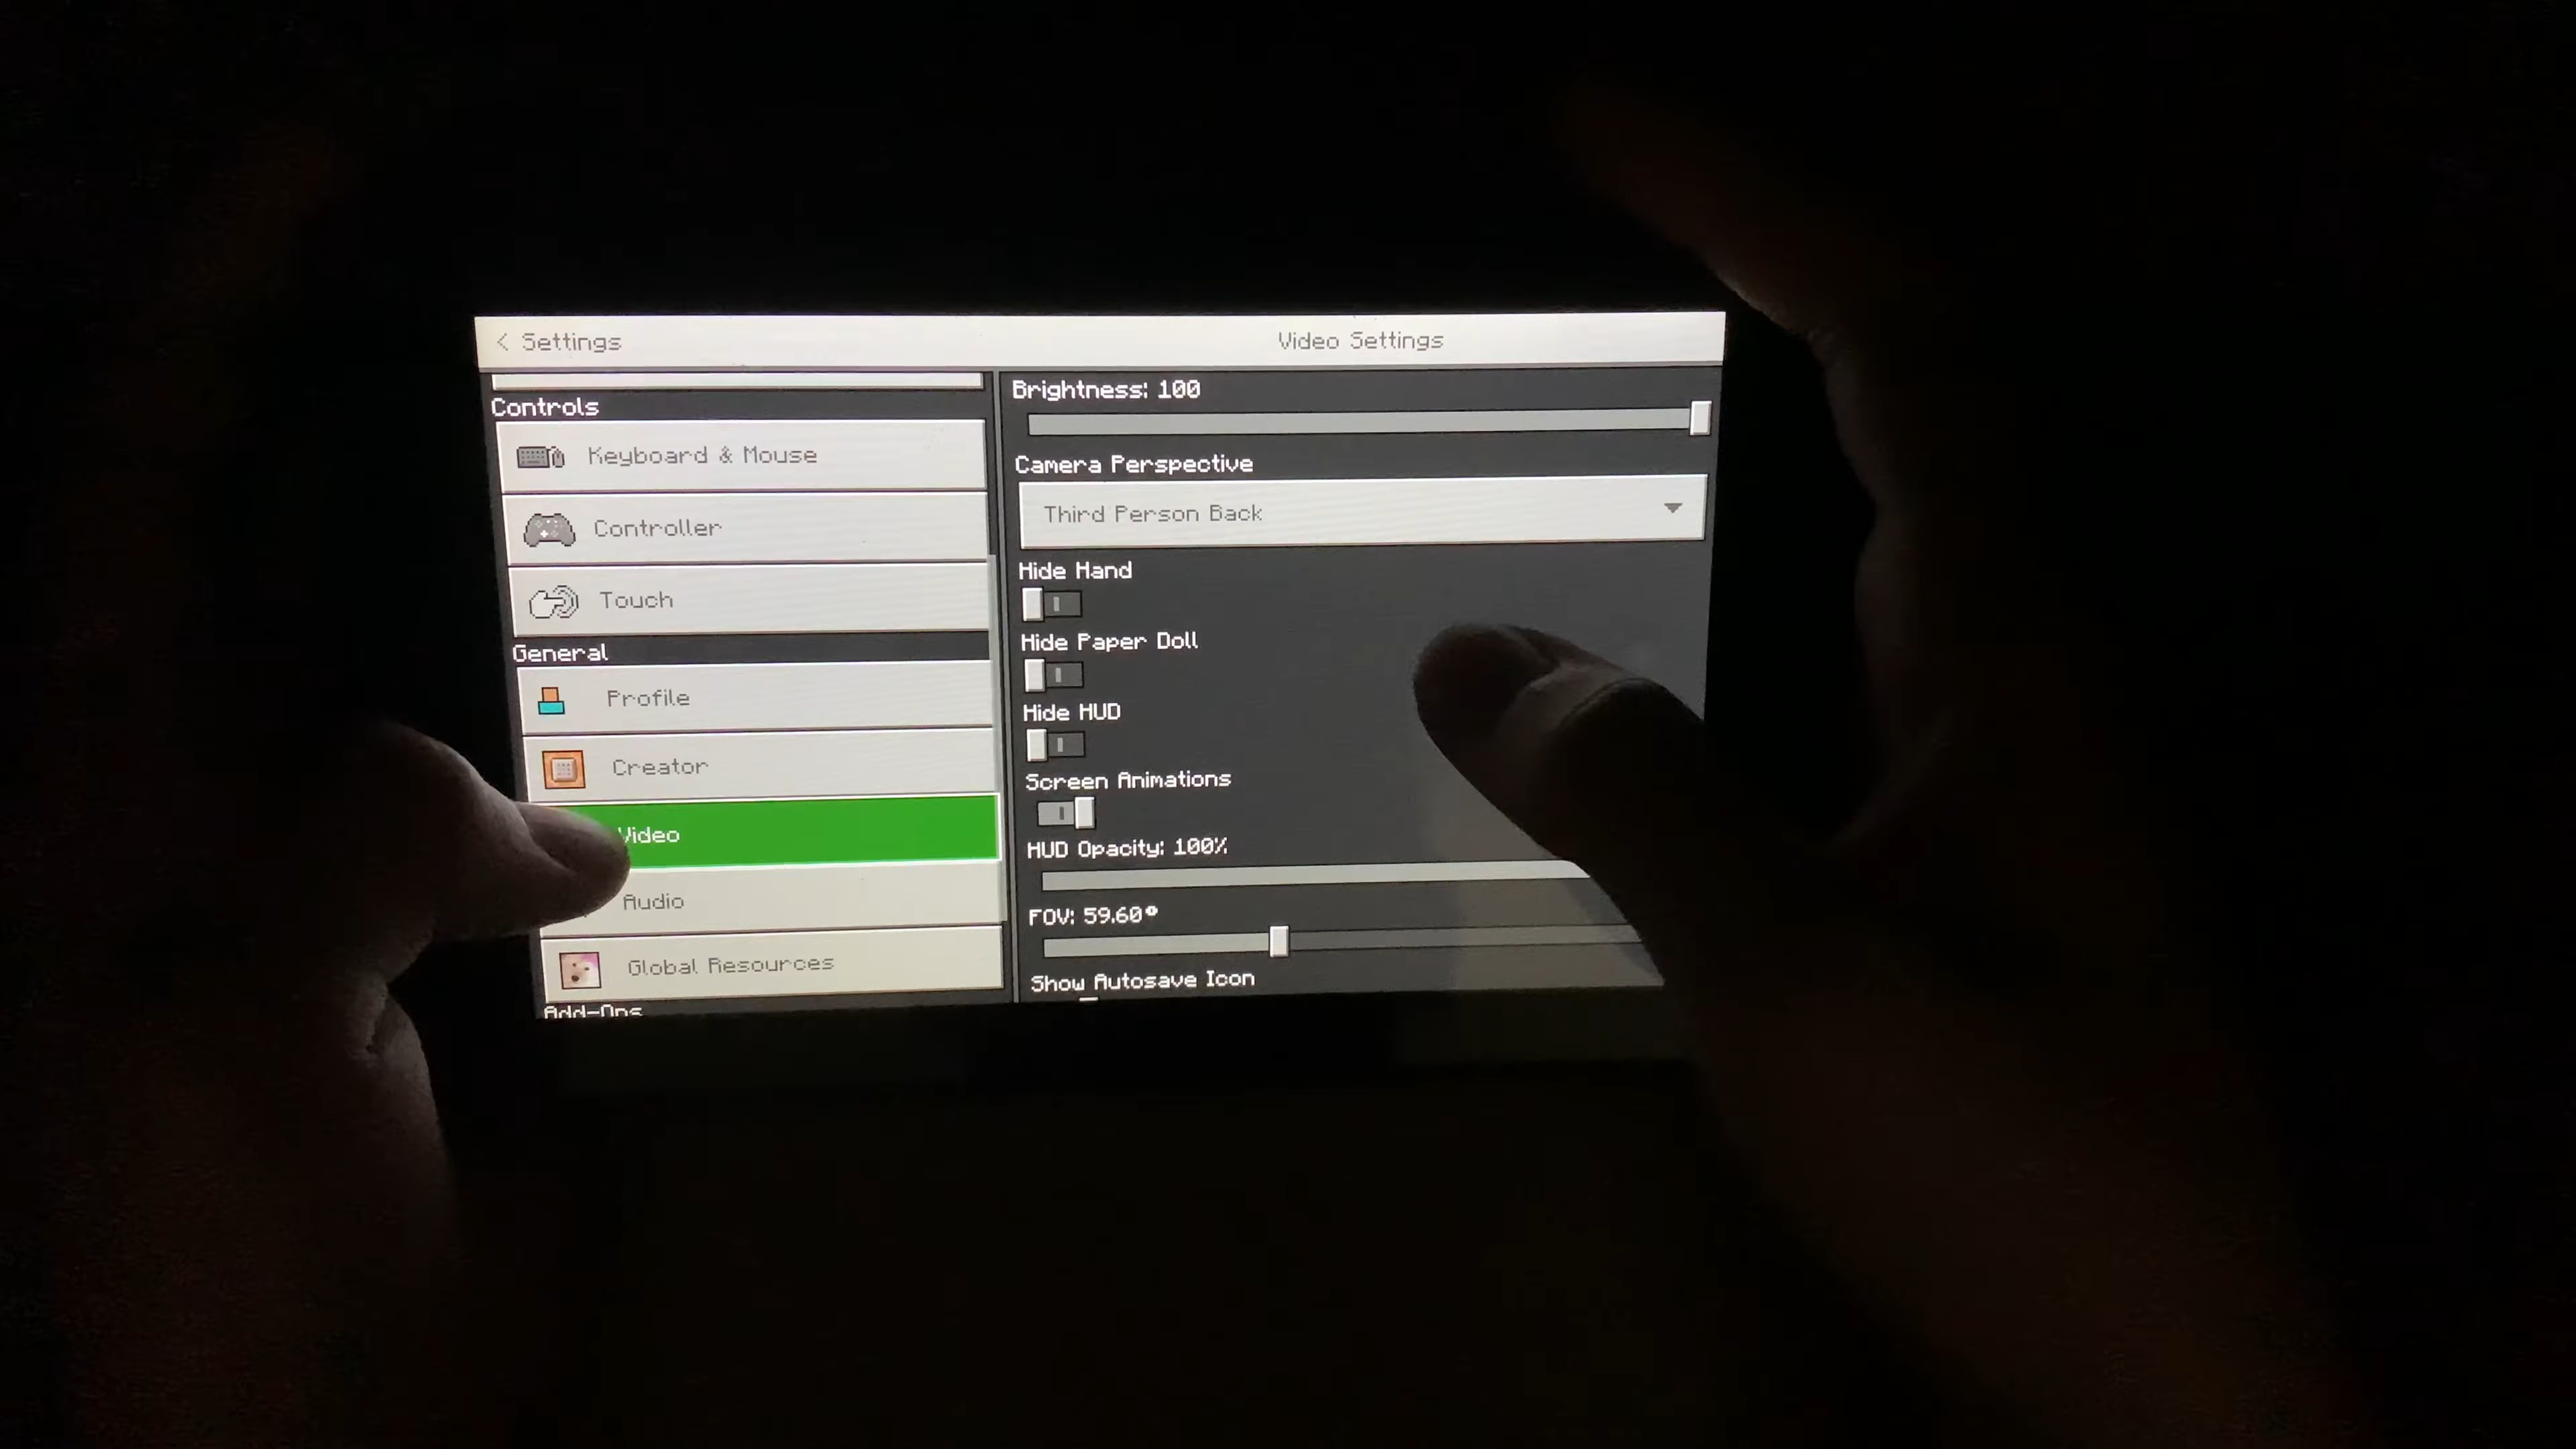 < Settings
Video Settings
Controls
Keyboard & Mouse
Controller
Touch
General
Profile
Creator
Video
Audio
Global Resources
Add-Ons
Brightness: 100
Camera Perspective
Third Person Back
Hide Hand
Hide Paper Doll
Hide HUD
Screen Animations
HUD Opacity: 100%
FOV: 59.60°
Show Autosave Icon